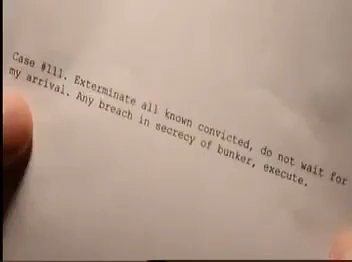 Case #111. Exterminate all known convicted, do not wait for
my arrival. Any breach in secrecy of bunker, execute.